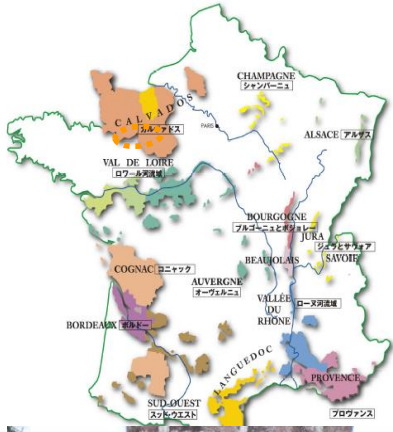 CHAMPAGNE
シャンパーニュ
CALVADOS
カルヴァドス
PARIS
ALSACE アルザス
VAL DE LOIRE
ロワール河流域
BOURGOGNE
ブルゴーニュとボジョレー
JURA
ジュラとサヴォア
SAVOIE
BEAUJOLAIS
COGNAC コニャック
AUVERGNE
オーヴェルニュ
VALLÉE
DU
RHÔNE
ローヌ河流域
BORDEAUX ボルドー
LANGUEDOC
PROVENCE
プロヴァンス
SUD-OUEST
スッド・ウエスト